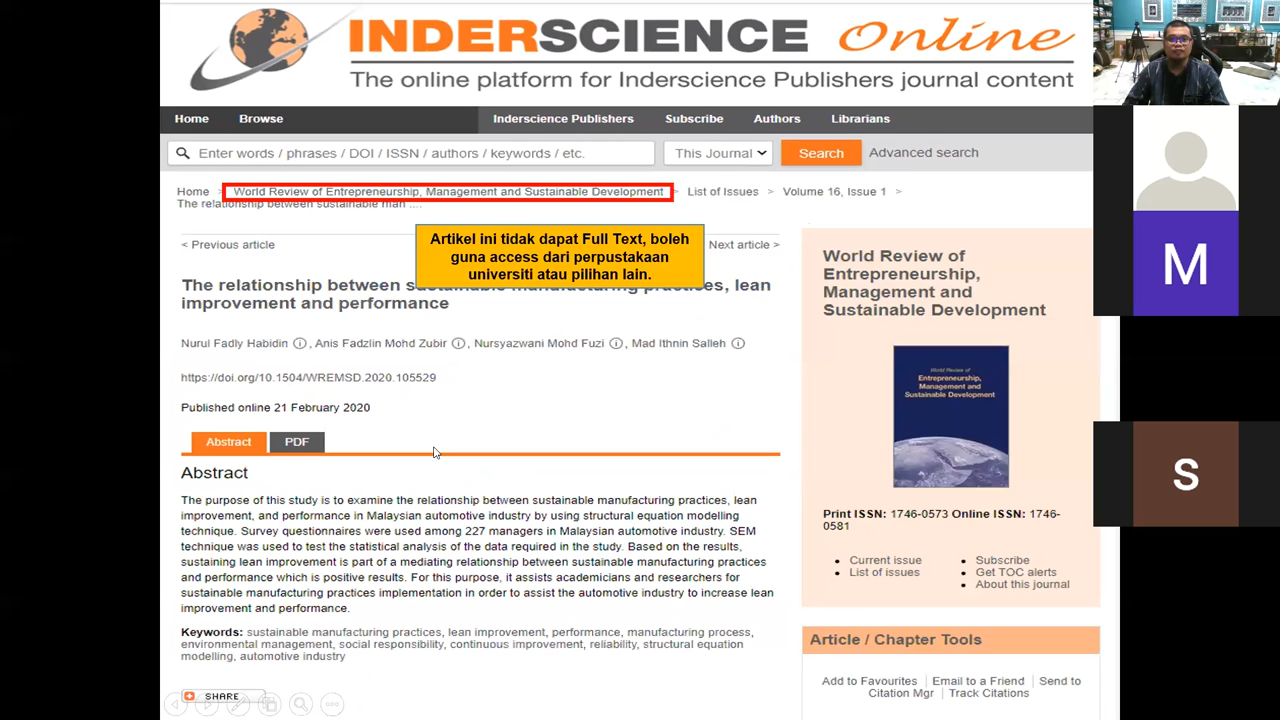 INDERSCIENCE Online
The online platform for Inderscience Publishers journal content
Home Browse Inderscience Publishers Subscribe Authors Librarians
Enter words / phrases / DOI / ISSN / authors / keywords / etc. This Journal Search Advanced search
Home > World Review of Entrepreneurship, Management and Sustainable Development > List of Issues > Volume 16, Issue 1 >
The relationship between sustainable man ....
Artikel ini tidak dapat Full Text, boleh
guna access dari perpustakaan
universiti atau pilihan lain.
< Previous article Next article >
The relationship between sustainable manufacturing practices, lean
improvement and performance
Nurul Fadly Habidin , Anis Fadzlin Mohd Zubir , Nursyazwani Mohd Fuzi , Mad Ithnin Salleh
https://doi.org/10.1504/WREMSD.2020.105529
Published online 21 February 2020
Abstract PDF
Abstract
The purpose of this study is to examine the relationship between sustainable manufacturing practices, lean
improvement, and performance in Malaysian automotive industry by using structural equation modelling
technique. Survey questionnaires were used among 227 managers in Malaysian automotive industry. SEM
technique was used to test the statistical analysis of the data required in the study. Based on the results,
sustaining lean improvement is part of a mediating relationship between sustainable manufacturing practices
and performance which is positive results. For this purpose, it assists academicians and researchers for
sustainable manufacturing practices implementation in order to assist the automotive industry to increase lean
improvement and performance.
Keywords: sustainable manufacturing practices, lean improvement, performance, manufacturing process,
environmental management, social responsibility, continuous improvement, reliability, structural equation
modelling, automotive industry
SHARE
World Review of
Entrepreneurship,
Management and
Sustainable Development
World Review of
Entrepreneurship,
Management and
Sustainable Development
Print ISSN: 1746-0573 Online ISSN: 1746-
0581
Current issue
List of issues
Subscribe
Get TOC alerts
About this journal
Article / Chapter Tools
Add to Favourites Email to a Friend Send to
Citation Mgr Track Citations
M
S